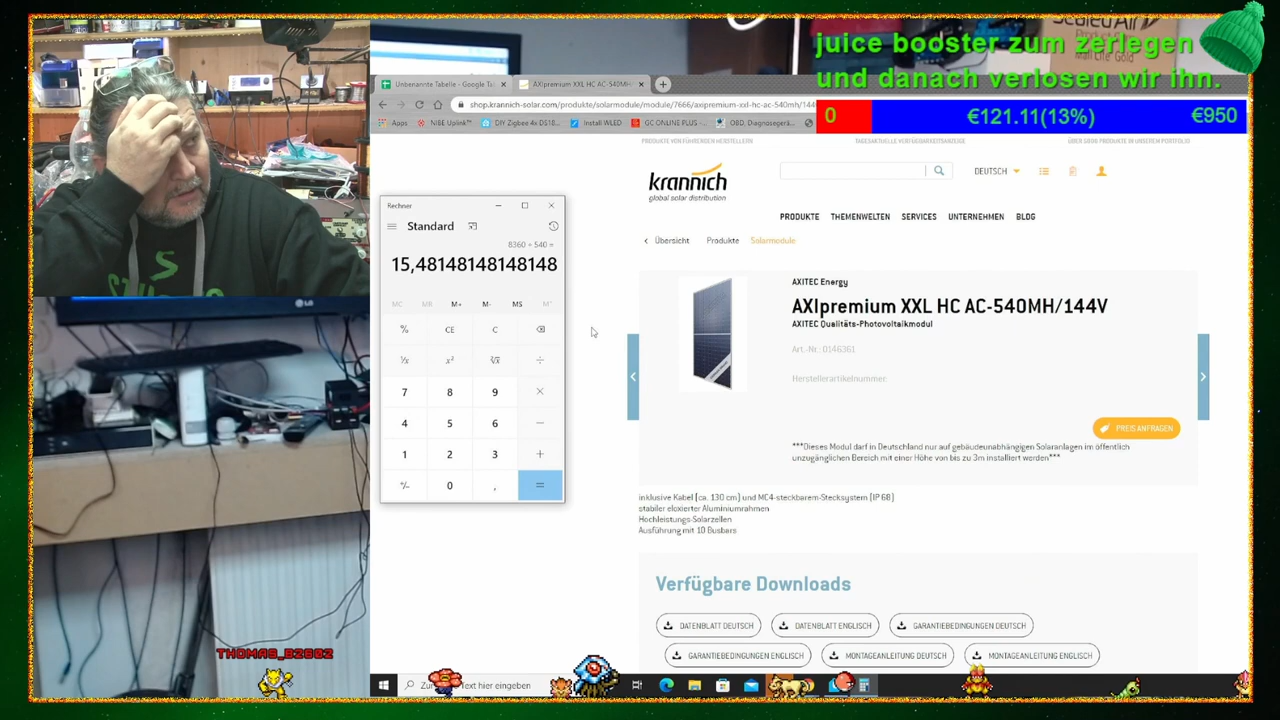 juice booster zum zerlegen
und danach verlosen wir ihn.
0
€121.11(13%)
€950
Unbenannte Tabelle - Google Ta
AXIpremium XXL HC AC-540MH/
shop.krannich-solar.com/produkte/solarmodule/module/7666/axipremium-xxl-hc-ac-540mh/144
Apps
NIBE Uplink™
DIY Zigbee 4x DS18...
Install WLED
GC ONLINE PLUS -...
OBD, Diagnosegerä...
PRODUKTE VON FÜHRENDEN HERSTELLERN
TAGESAKTUELLE VERFÜGBARKEITSANZEIGE
ÜBER 5000 PRODUKTE IN UNSEREM PORTFOLIO
krannich
global solar distribution
DEUTSCH
PRODUKTE
THEMENWELTEN
SERVICES
UNTERNEHMEN
BLOG
Übersicht
Produkte
Solarmodule
Rechner
Standard
8360 ÷ 540 =
15,48148148148148
MC
MR
M+
M-
MS
M˅
%
CE
C
⅟x
x²
²√x
÷
7
8
9
×
4
5
6
−
1
2
3
+
+/-
0
,
=
AXITEC Energy
AXIpremium XXL HC AC-540MH/144V
AXITEC Qualitäts-Photovoltaikmodul
Art.-Nr.: 0146361
Herstellerartikelnummer:
PREIS ANFRAGEN
***Dieses Modul darf in Deutschland nur auf gebäudeunabhängigen Solaranlagen im öffentlich
unzugänglichen Bereich mit einer Höhe von bis zu 3m installiert werden***
inklusive Kabel (ca. 130 cm) und MC4-steckbarem-Stecksystem (IP 68)
stabiler eloxierter Aluminiumrahmen
Hochleistungs-Solarzellen
Ausführung mit 10 Busbars
Verfügbare Downloads
DATENBLATT DEUTSCH
DATENBLATT ENGLISCH
GARANTIEBEDINGUNGEN DEUTSCH
GARANTIEBEDINGUNGEN ENGLISCH
MONTAGEANLEITUNG DEUTSCH
MONTAGEANLEITUNG ENGLISCH
THOMAS_B2602
Text hier eingeben
LG